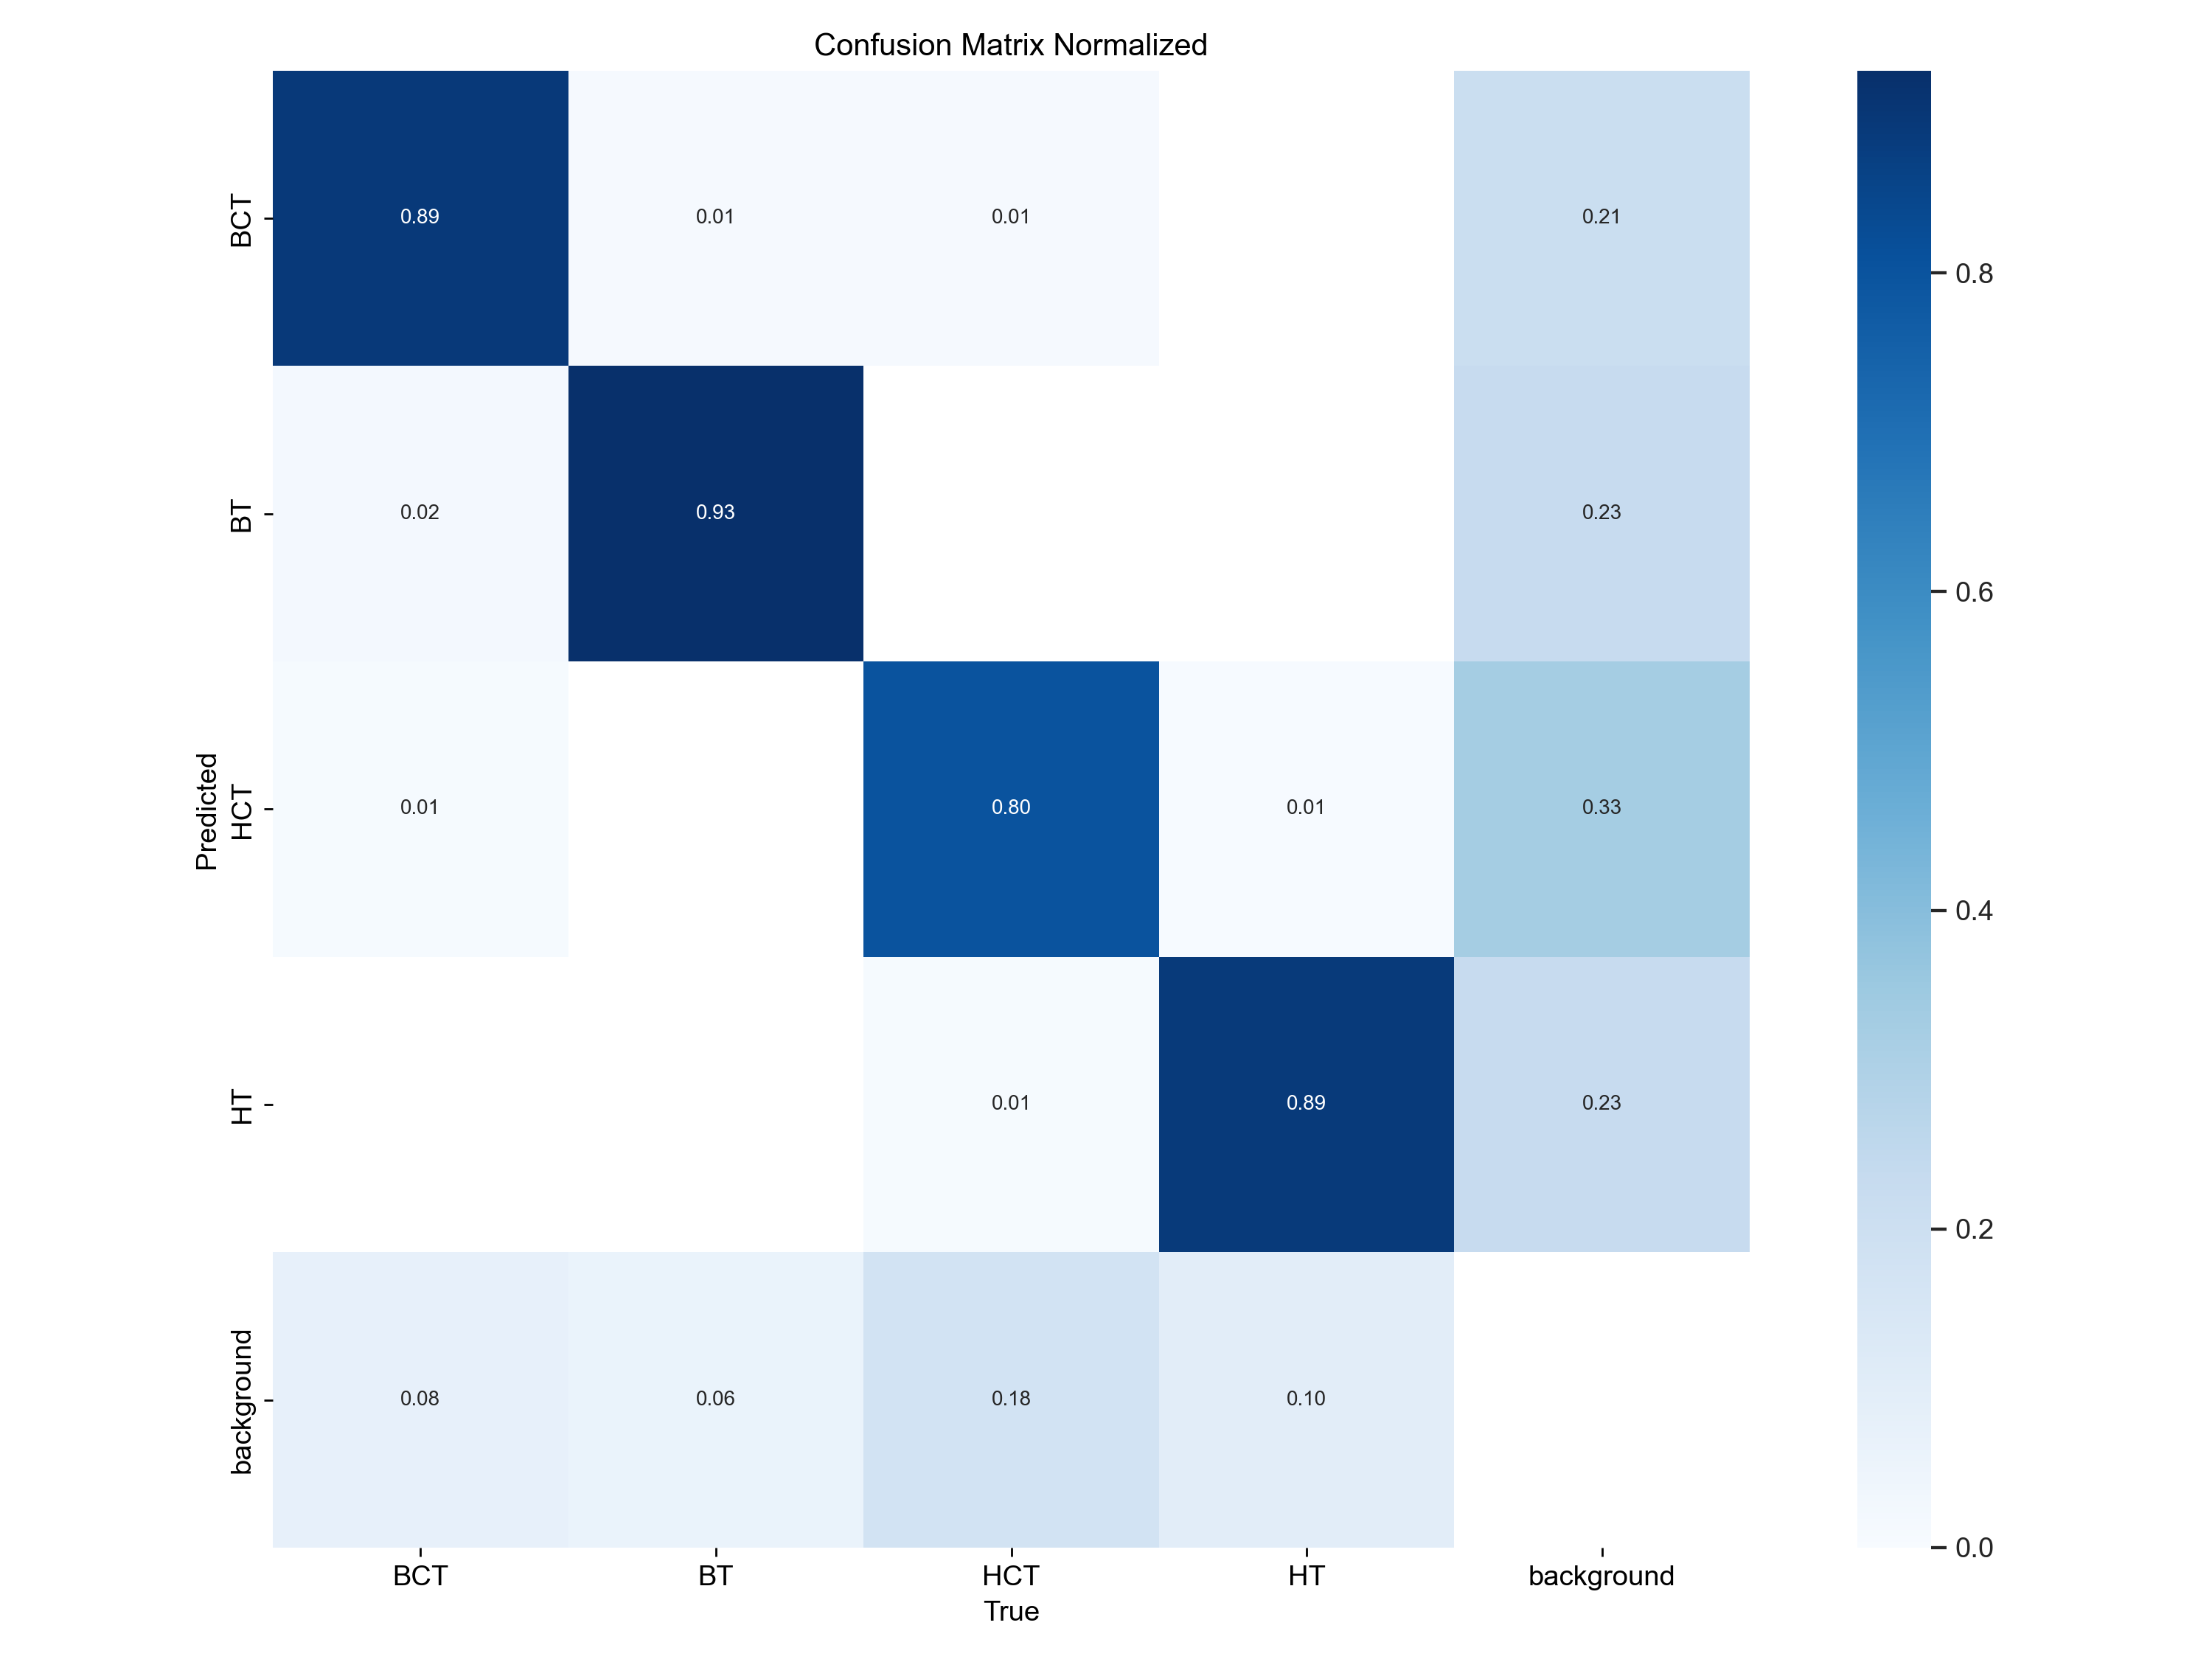 Confusion Matrix Normalized
BCT 0.89 0.01 0.01 0.21
BT 0.02 0.93 0.23
HCT 0.01 0.80 0.01 0.33
HT 0.01 0.89 0.23
background 0.08 0.06 0.18 0.10
Predicted
BCT BT HCT HT background
True
0.8
0.6
0.4
0.2
0.0